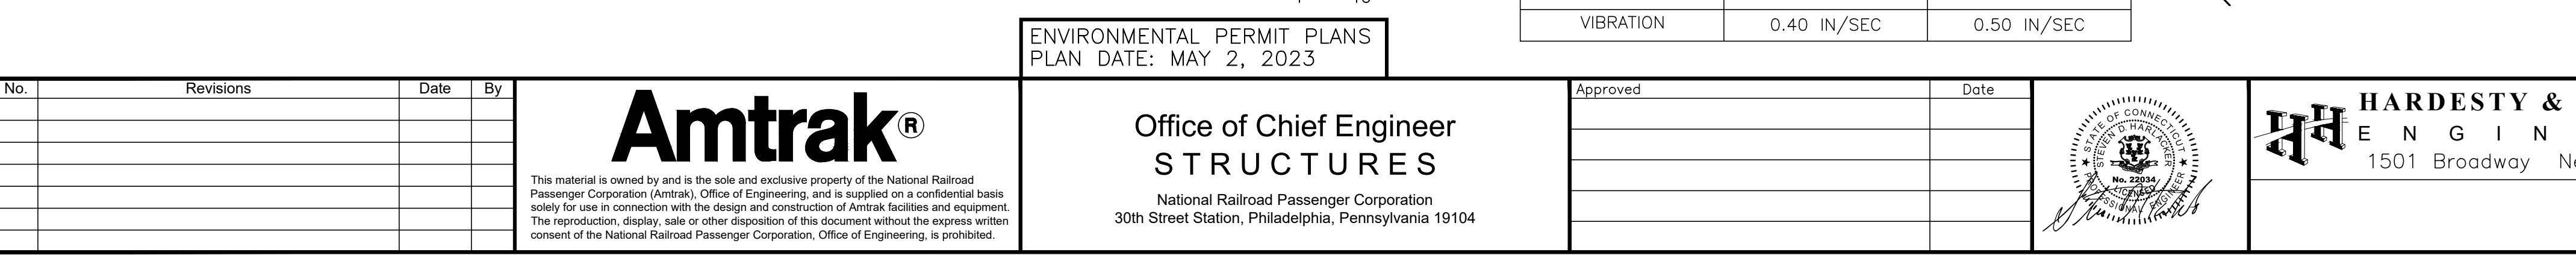 VIBRATION 0.40 IN/SEC 0.50 IN/SEC
ENVIRONMENTAL PERMIT PLANS
PLAN DATE: MAY 2, 2023
No. Revisions Date By
Amtrak®
This material is owned by and is the sole and exclusive property of the National Railroad
Passenger Corporation (Amtrak), Office of Engineering, and is supplied on a confidential basis
solely for use in connection with the design and construction of Amtrak facilities and equipment.
The reproduction, display, sale or other disposition of this document without the express written
consent of the National Railroad Passenger Corporation, Office of Engineering, is prohibited.
Office of Chief Engineer
STRUCTURES
National Railroad Passenger Corporation
30th Street Station, Philadelphia, Pennsylvania 19104
Approved Date
STATE OF CONNECTICUT
STEVEN D. HARLACKER
No. 22034
LICENSED
PROFESSIONAL ENGINEER
HH
HARDESTY &
ENGIN
1501 Broadway